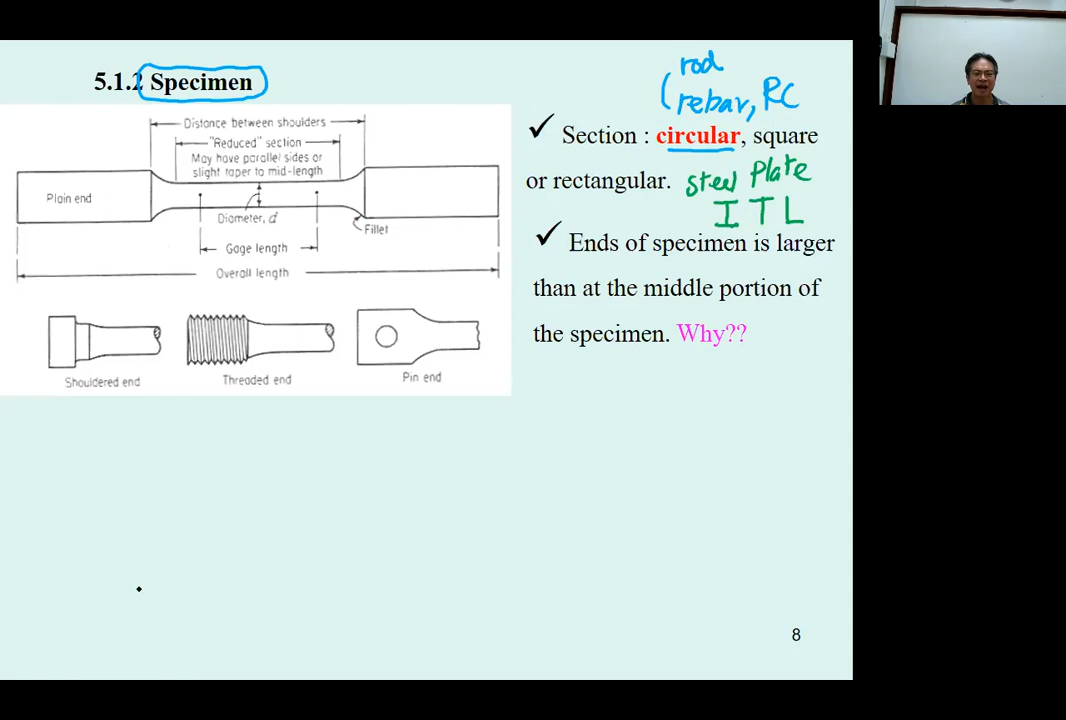 5.1.2 Specimen
Distance between shoulders
"Reduced" section
May have parallel sides or
slight taper to mid-length
Plain end
Diameter, d
Fillet
Gage length
Overall length
Shouldered end
Threaded end
Pin end
rod
(rebar, RC
✓ Section : circular, square
or rectangular.
steel Plate
I T L
✓ Ends of specimen is larger
than at the middle portion of
the specimen. Why??
8